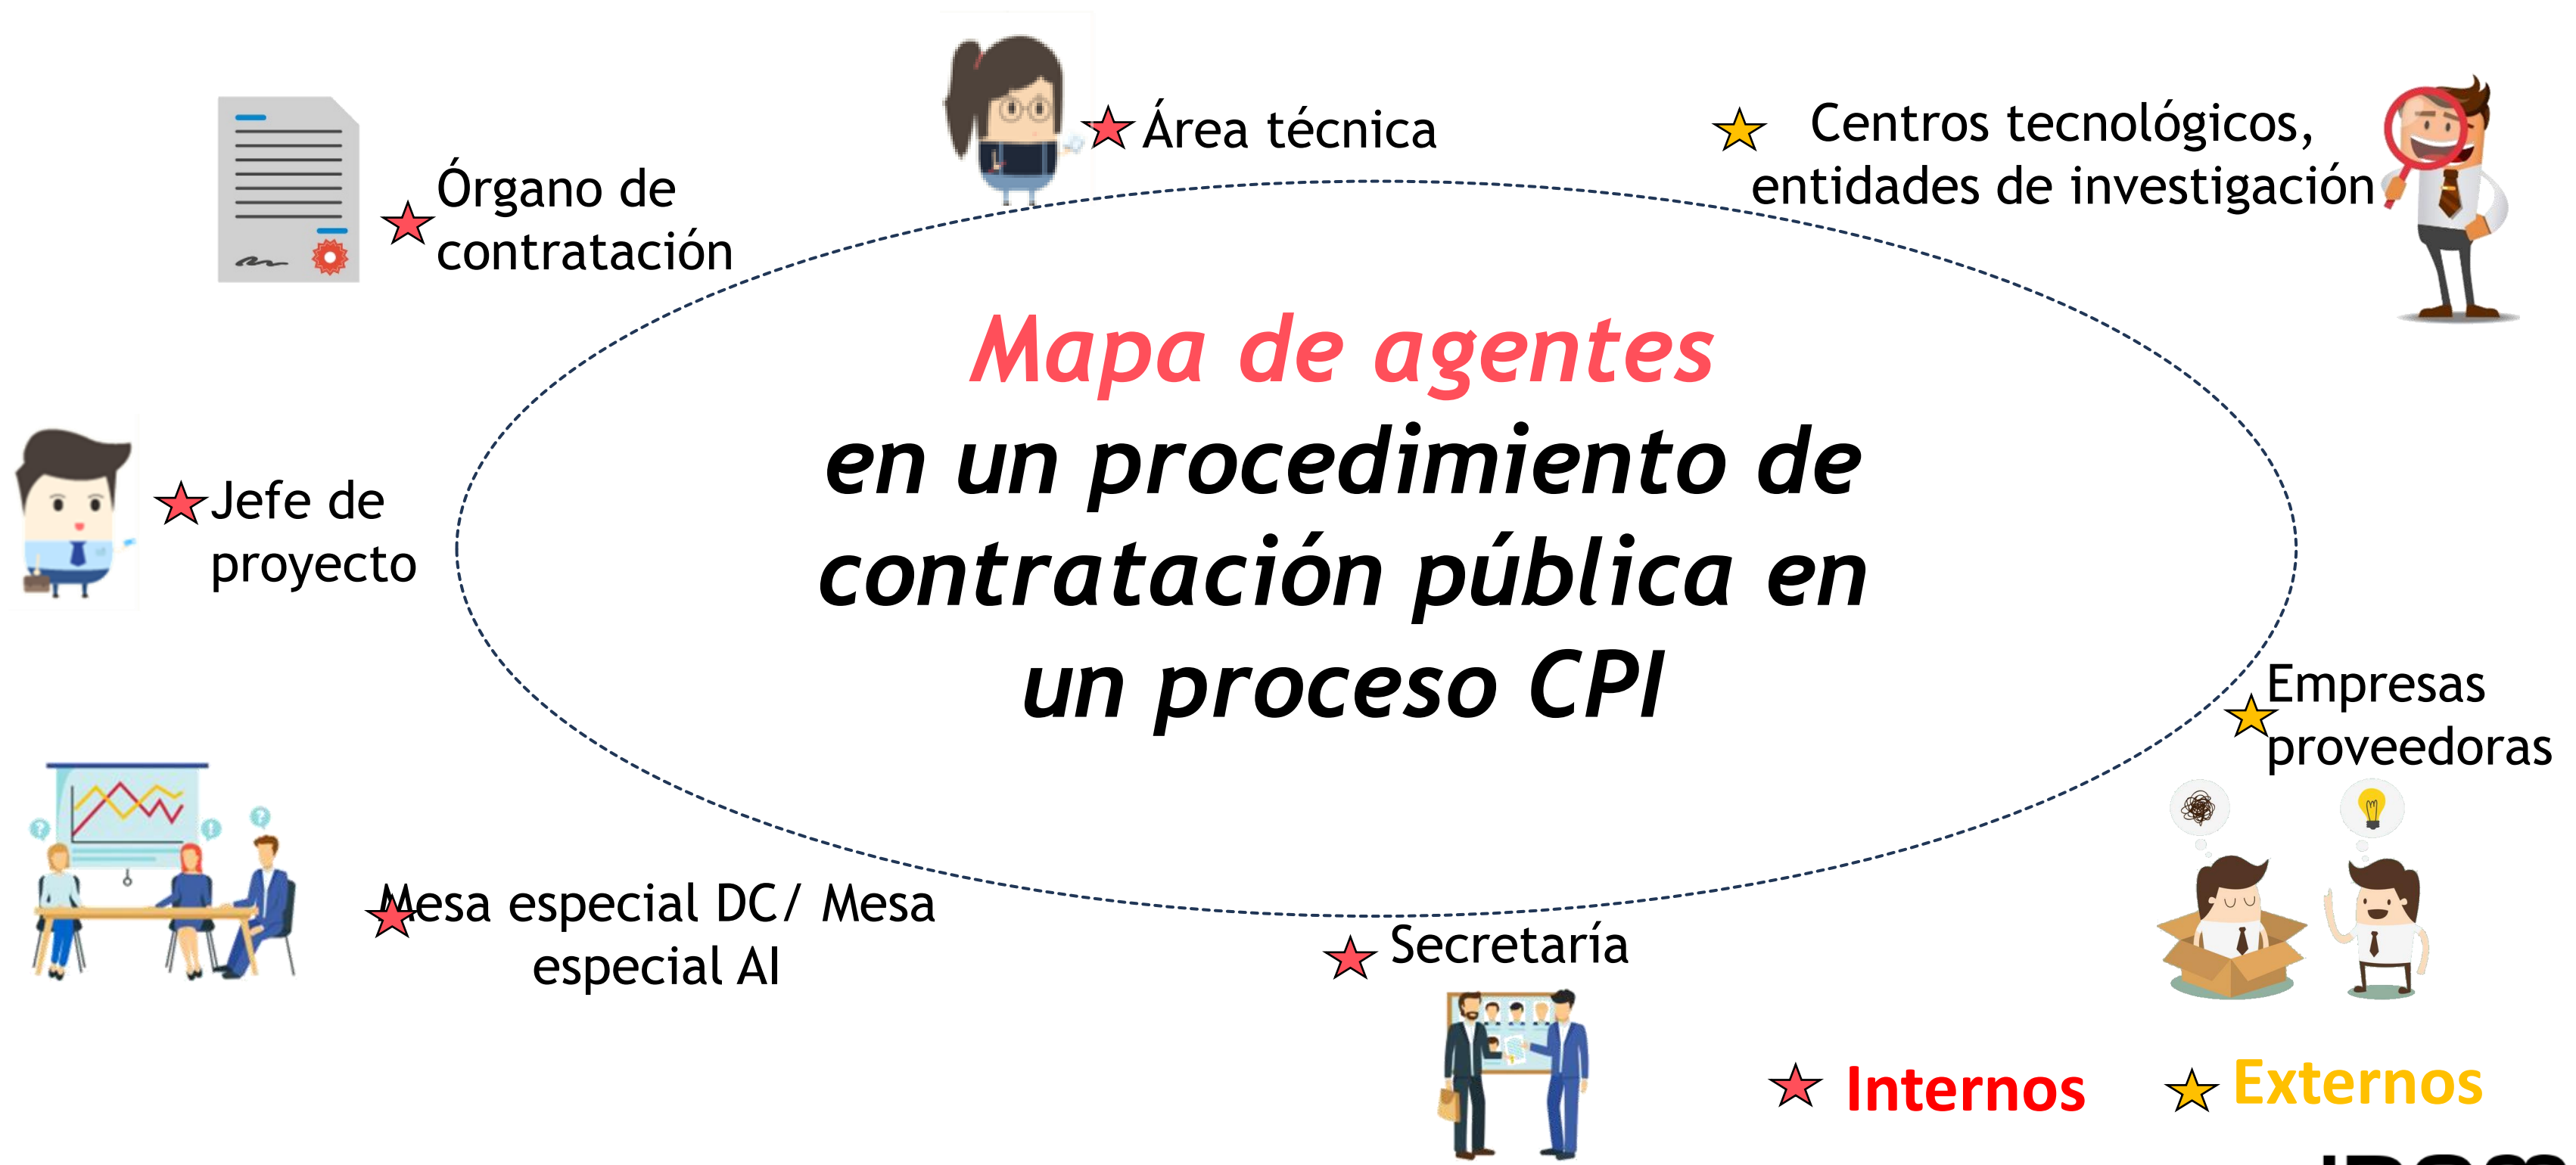 Área técnica
Centros tecnológicos,
entidades de investigación
Órgano de
contratación
Mapa de agentes
en un procedimiento de
contratación pública en
un proceso CPI
Jefe de
proyecto
Empresas
proveedoras
Mesa especial DC/ Mesa
especial AI
Secretaría
Internos
Externos